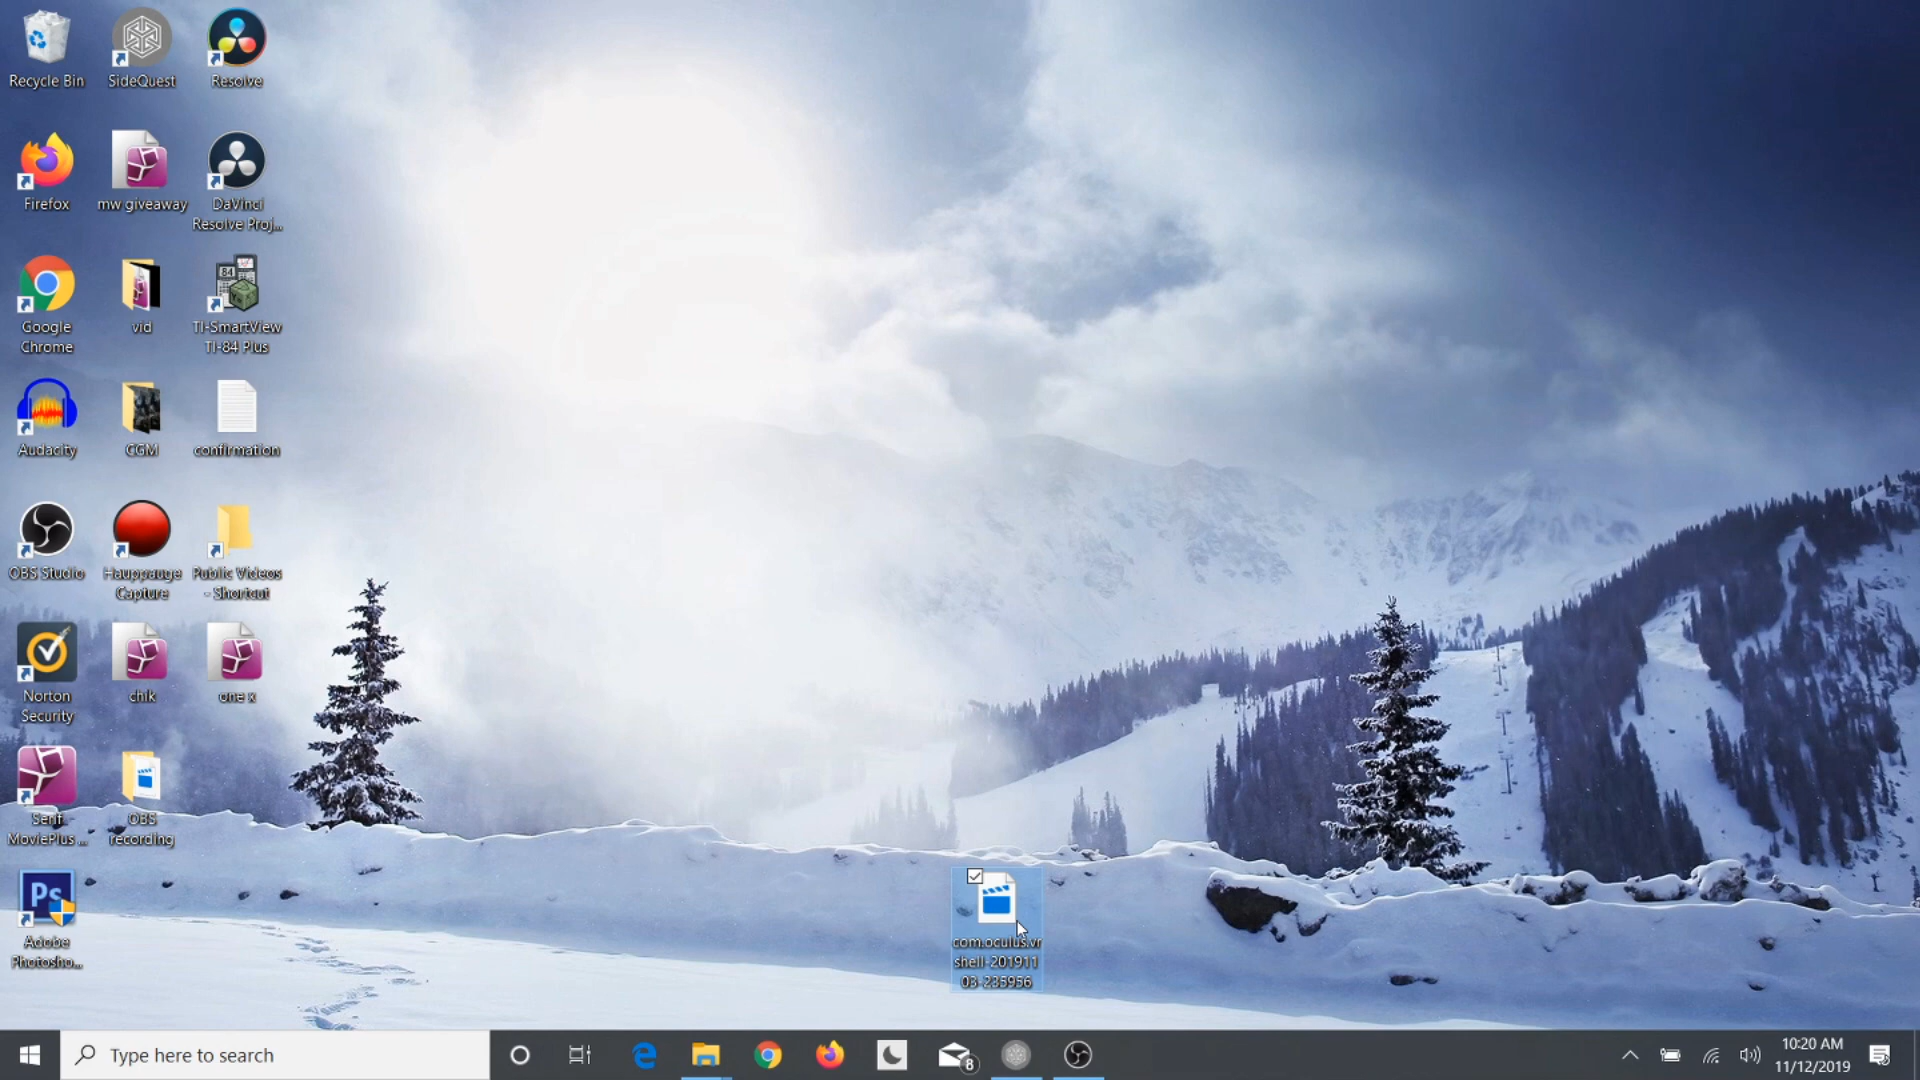 Recycle Bin
SideQuest
Resolve
Firefox
mw giveaway
DaVinci
Resolve Proj...
Google
Chrome
vid
84
TI-SmartView
TI-84 Plus
Audacity
CGM
confirmation
OBS Studio
Hauppauge
Capture
Public Videos
- Shortcut
Norton
Security
chik
one x
Serif
MoviePlus ...
OBS
recording
Ps
Adobe
Photosho...
com.oculus.vr
shell-201911
03-235956
Type here to search
8
10:20 AM
11/12/2019